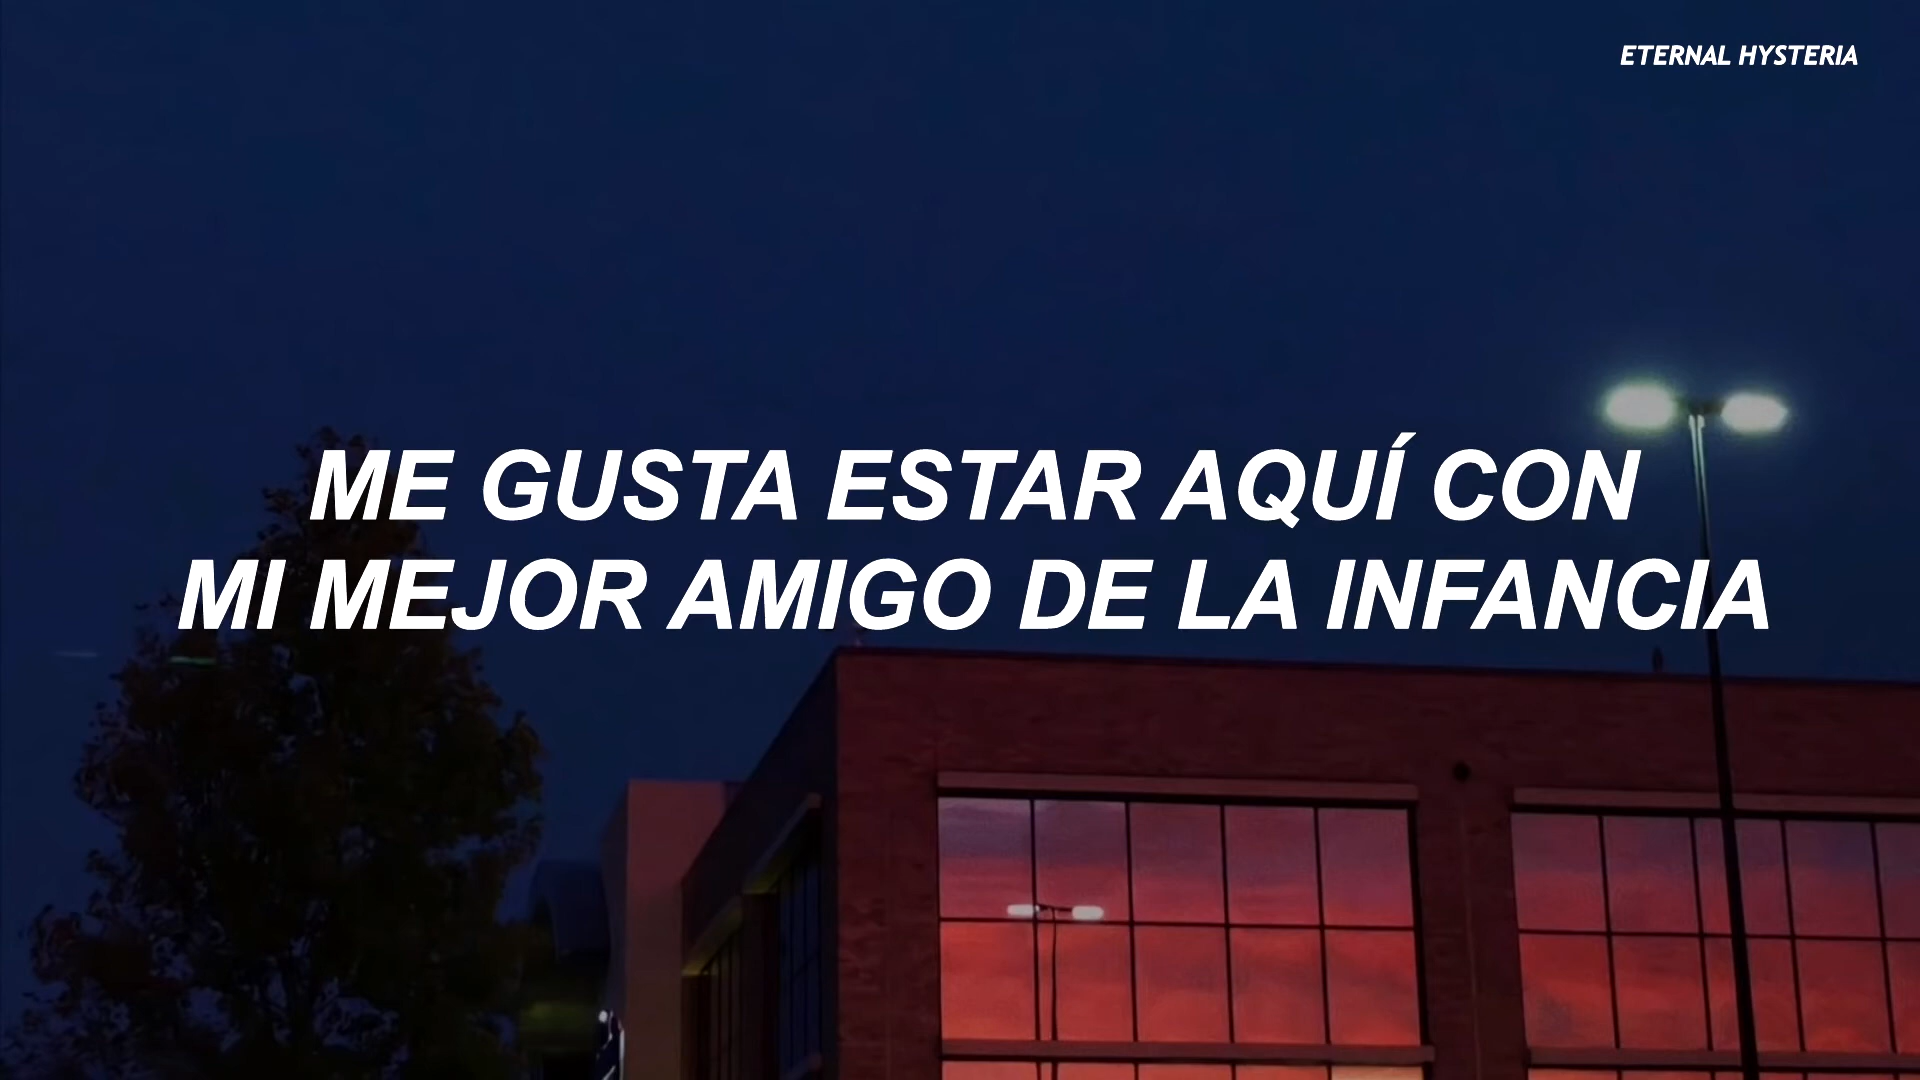 ETERNAL HYSTERIA
ME GUSTA ESTAR AQUÍ CON
MI MEJOR AMIGO DE LA INFANCIA